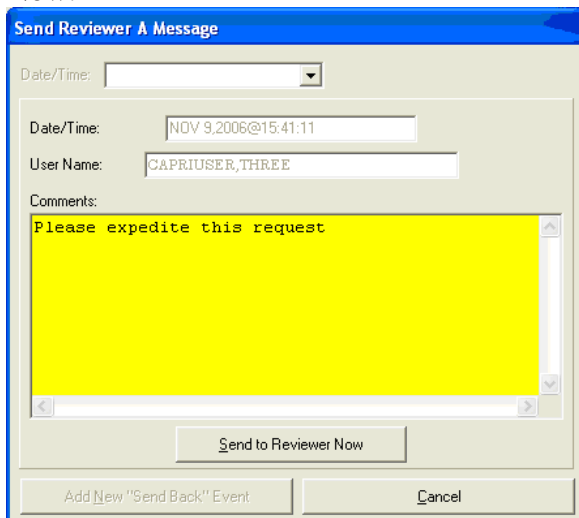 Send Reviewer A Message
Date/Time:
Date/Time: NOV 9,2006@15:41:11
User Name: CAPRIUSER,THREE
Comments:
Please expedite this request
Send to Reviewer Now
Add New "Send Back" Event Cancel